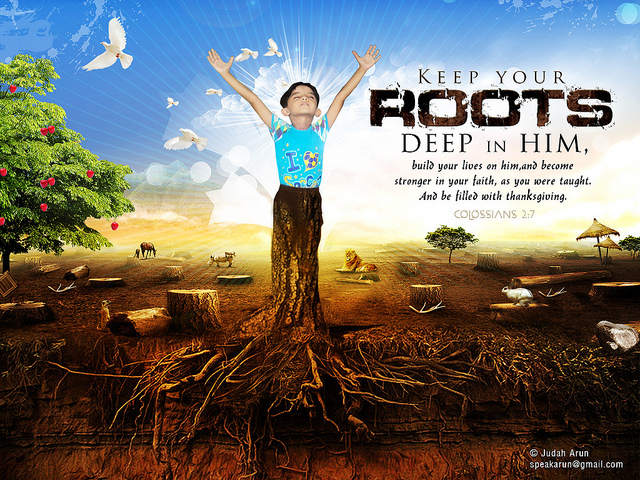 KEEP YOUR
ROOTS
DEEP IN HIM,
build your lives on him,and become
stronger in your faith, as you were taught.
And be filled with thanksgiving.
COLOSSIANS 2:7
I
© Judah Arun
speakarun@gmail.com